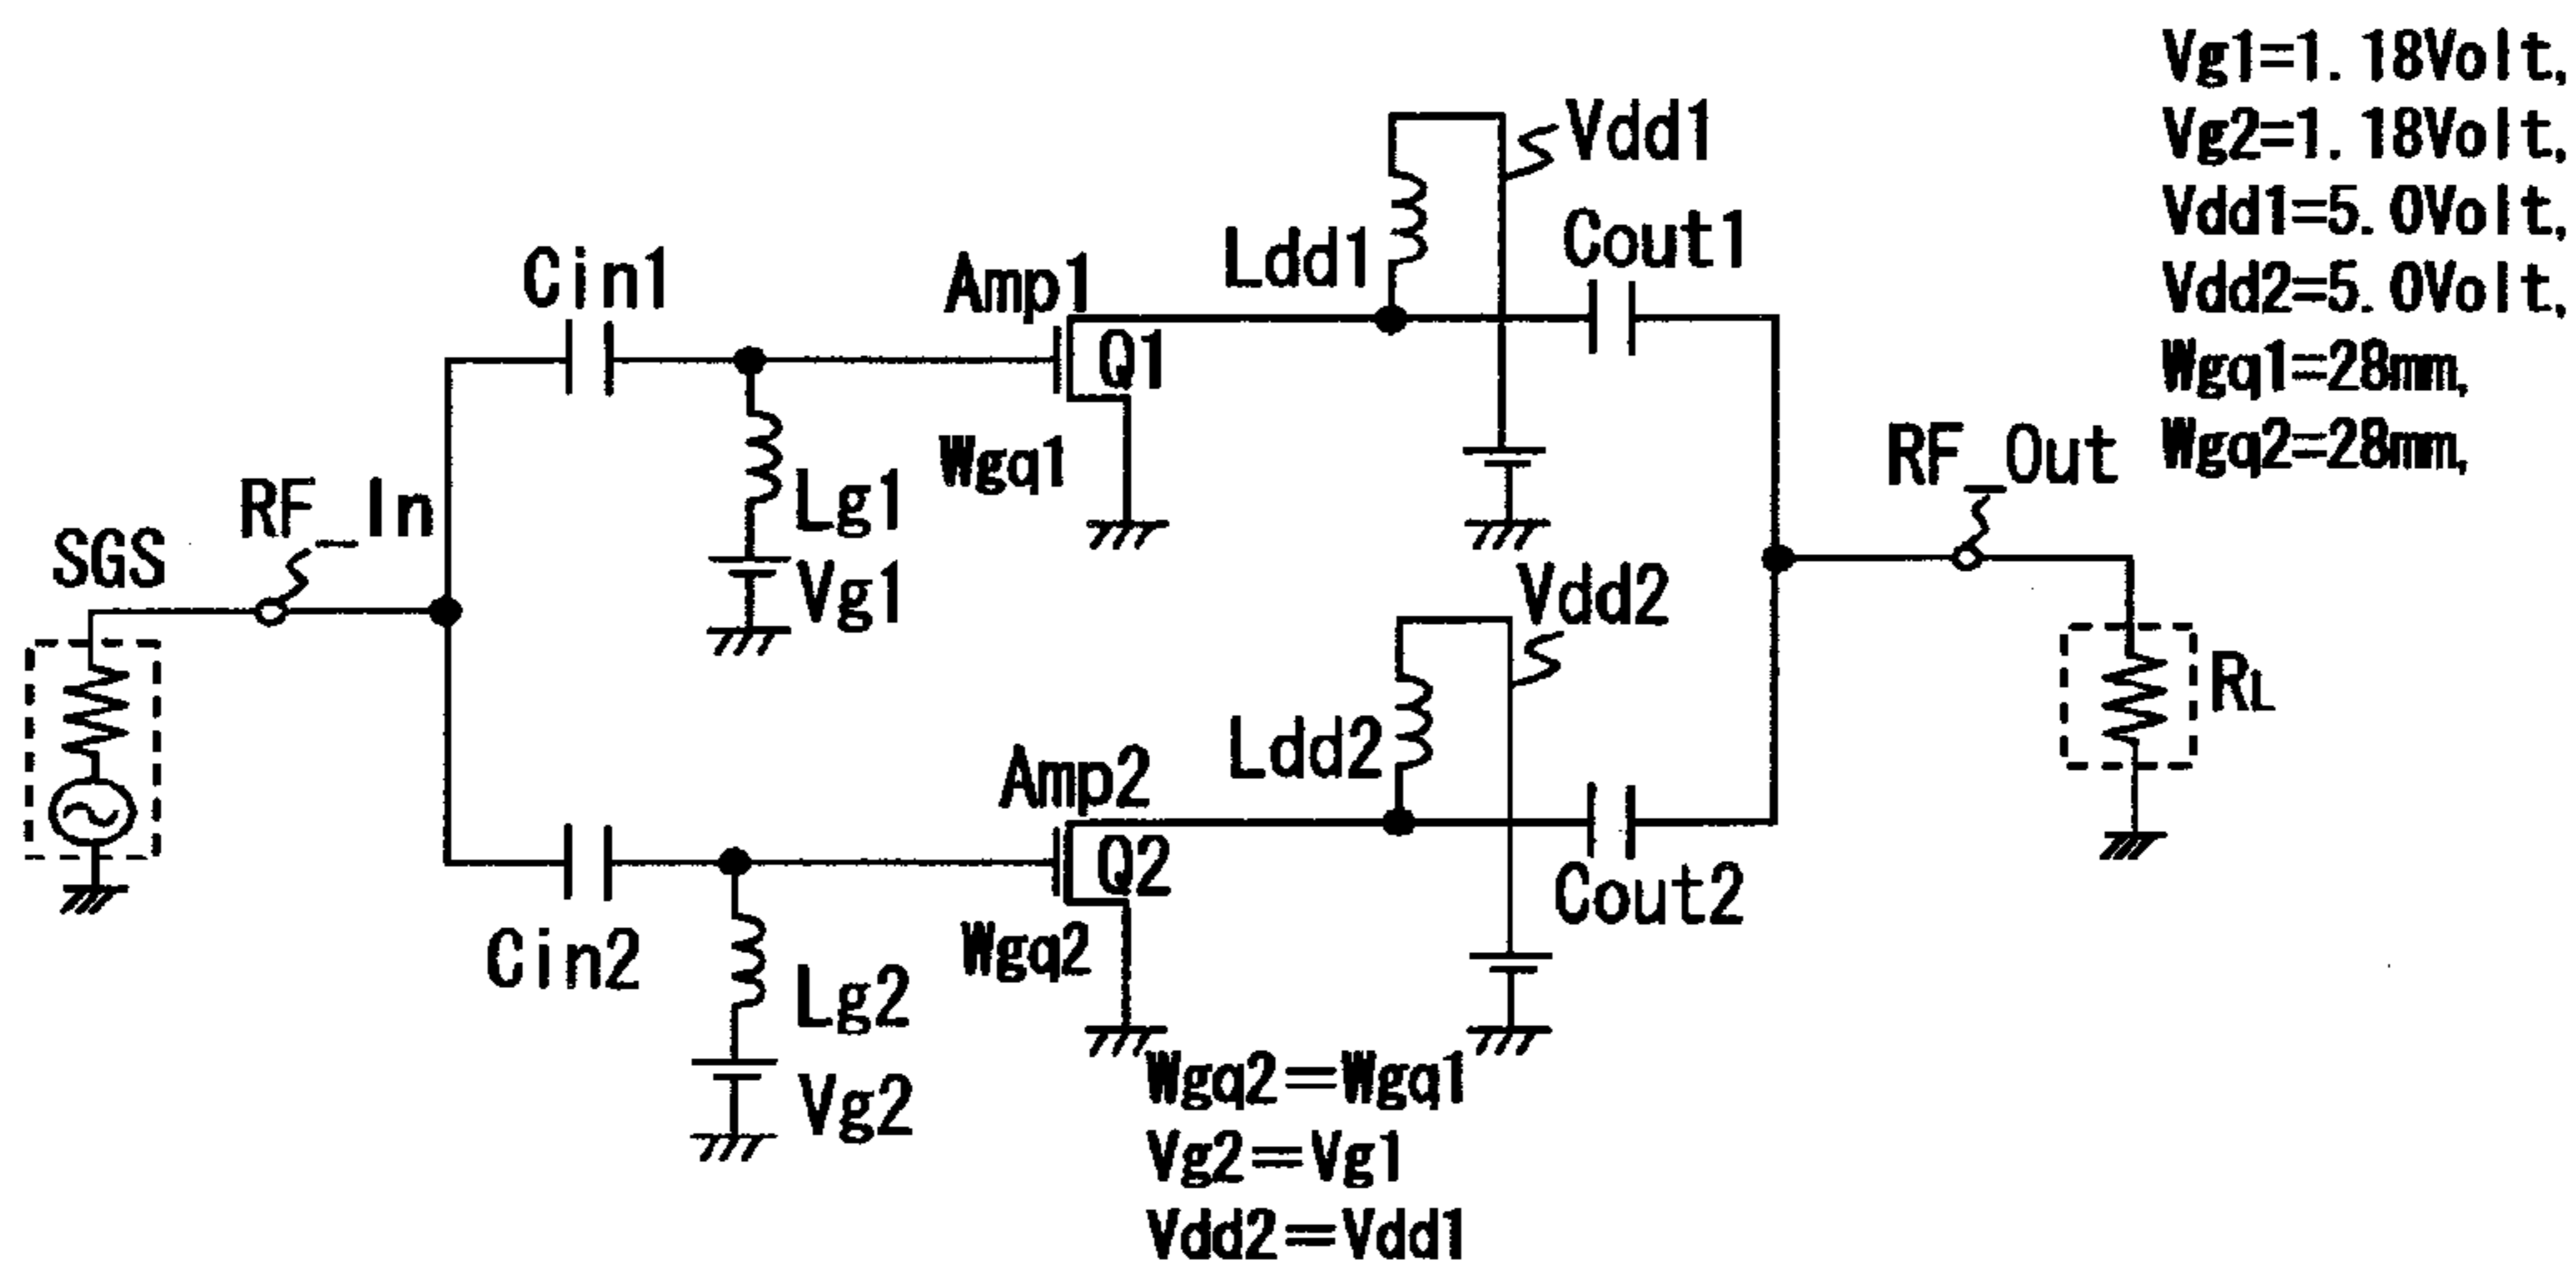 Vg1=1.18Volt,
Vg2=1.18Volt,
Vdd1=5.0Volt,
Vdd2=5.0Volt,
Wgq1=28mm,
Wgq2=28mm,
Vdd1
Cout1
Ldd1
Cin1
Amp1
Q1
Wgq1
Lg1
Vg1
RF_In
SGS
RF_Out
RL
Vdd2
Ldd2
Cout2
Amp2
Q2
Wgq2
Cin2
Lg2
Vg2
Wgq2=Wgq1
Vg2=Vg1
Vdd2=Vdd1